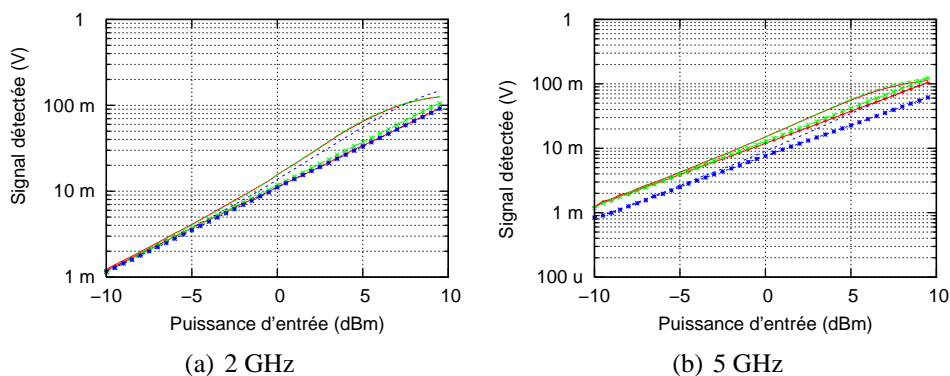 1
100 m
10 m
1 m
−10
−5
0
5
10
Signal détectée (V)
Puissance d'entrée (dBm)
(a) 2 GHz
1
100 m
10 m
1 m
100 u
−10
−5
0
5
10
Signal détectée (V)
Puissance d'entrée (dBm)
(b) 5 GHz